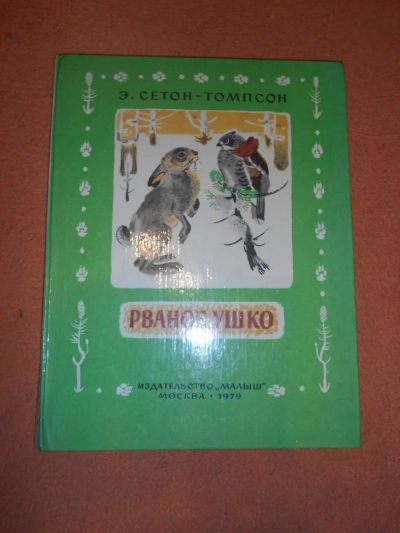 Э. СЕТОН-ТОМПСОН
РВАНОЕ УШКО
ИЗДАТЕЛЬСТВО „МАЛЫШ"
МОСКВА · 1979